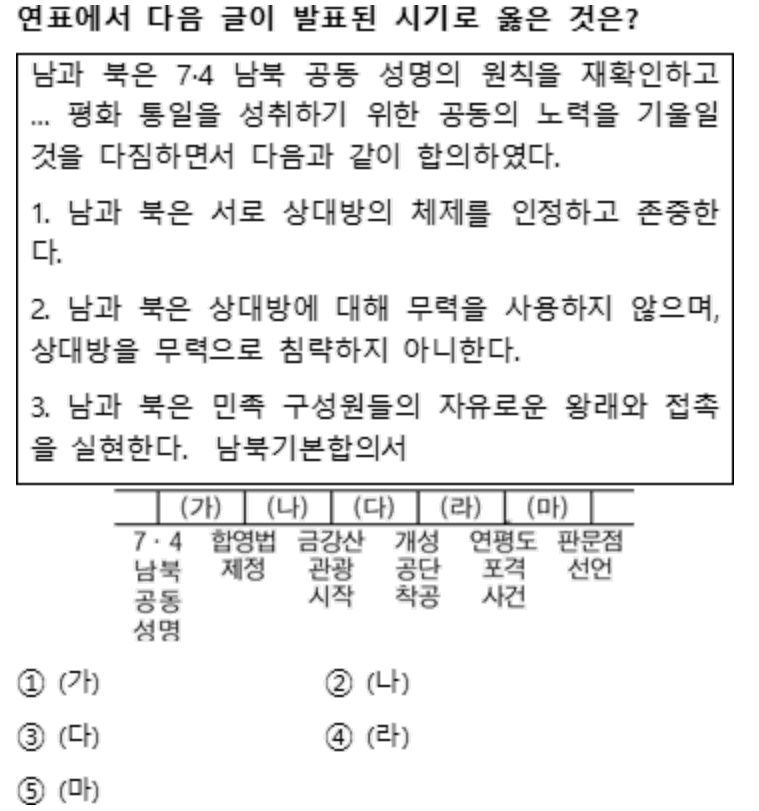 연표에서 다음 글이 발표된 시기로 옳은 것은?
남과 북은 7·4 남북 공동 성명의 원칙을 재확인하고
... 평화 통일을 성취하기 위한 공동의 노력을 기울일
것을 다짐하면서 다음과 같이 합의하였다.
1. 남과 북은 서로 상대방의 체제를 인정하고 존중한
다.
2. 남과 북은 상대방에 대해 무력을 사용하지 않으며,
상대방을 무력으로 침략하지 아니한다.
3. 남과 북은 민족 구성원들의 자유로운 왕래와 접촉
을 실현한다. 남북기본합의서
(가) (나) (다) (라) (마)
7·4 합영법 금강산 개성 연평도 판문점
남북 제정 관광 공단 포격 선언
공동 시작 착공 사건
성명
① (가) ② (나)
③ (다) ④ (라)
⑤ (마)